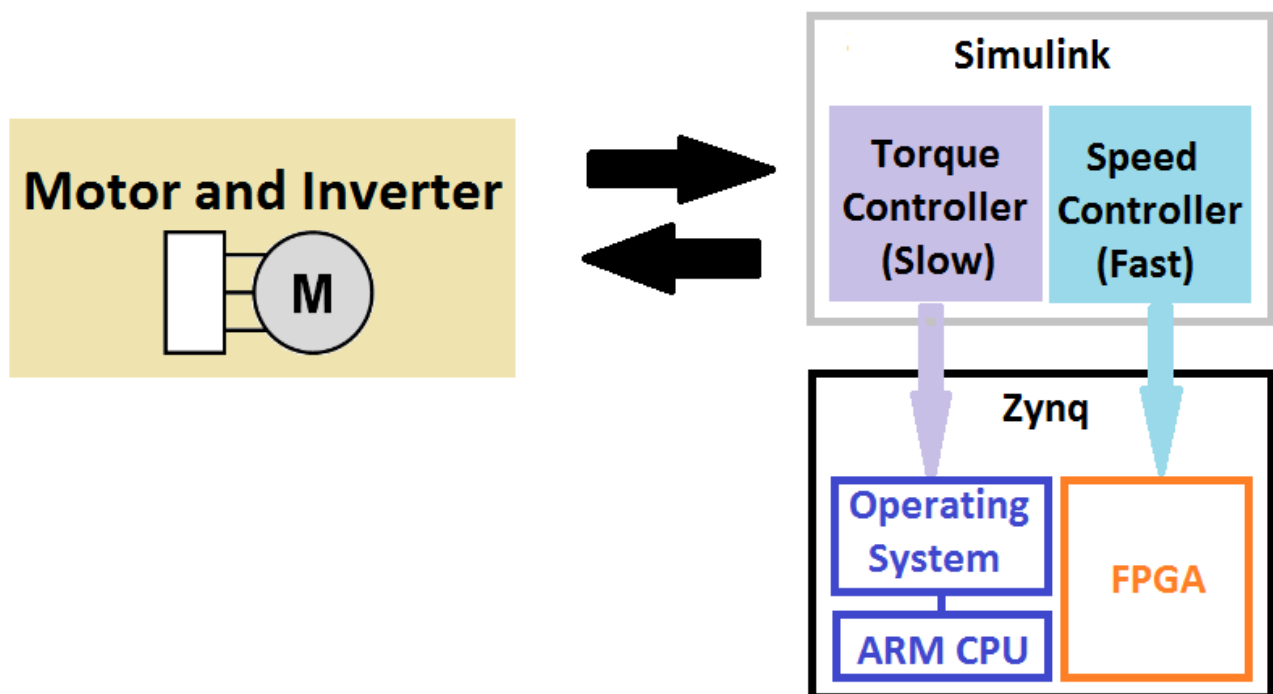 Motor and Inverter
M
Simulink
Torque
Controller
(Slow)
Speed
Controller
(Fast)
Zynq
Operating
System
ARM CPU
FPGA